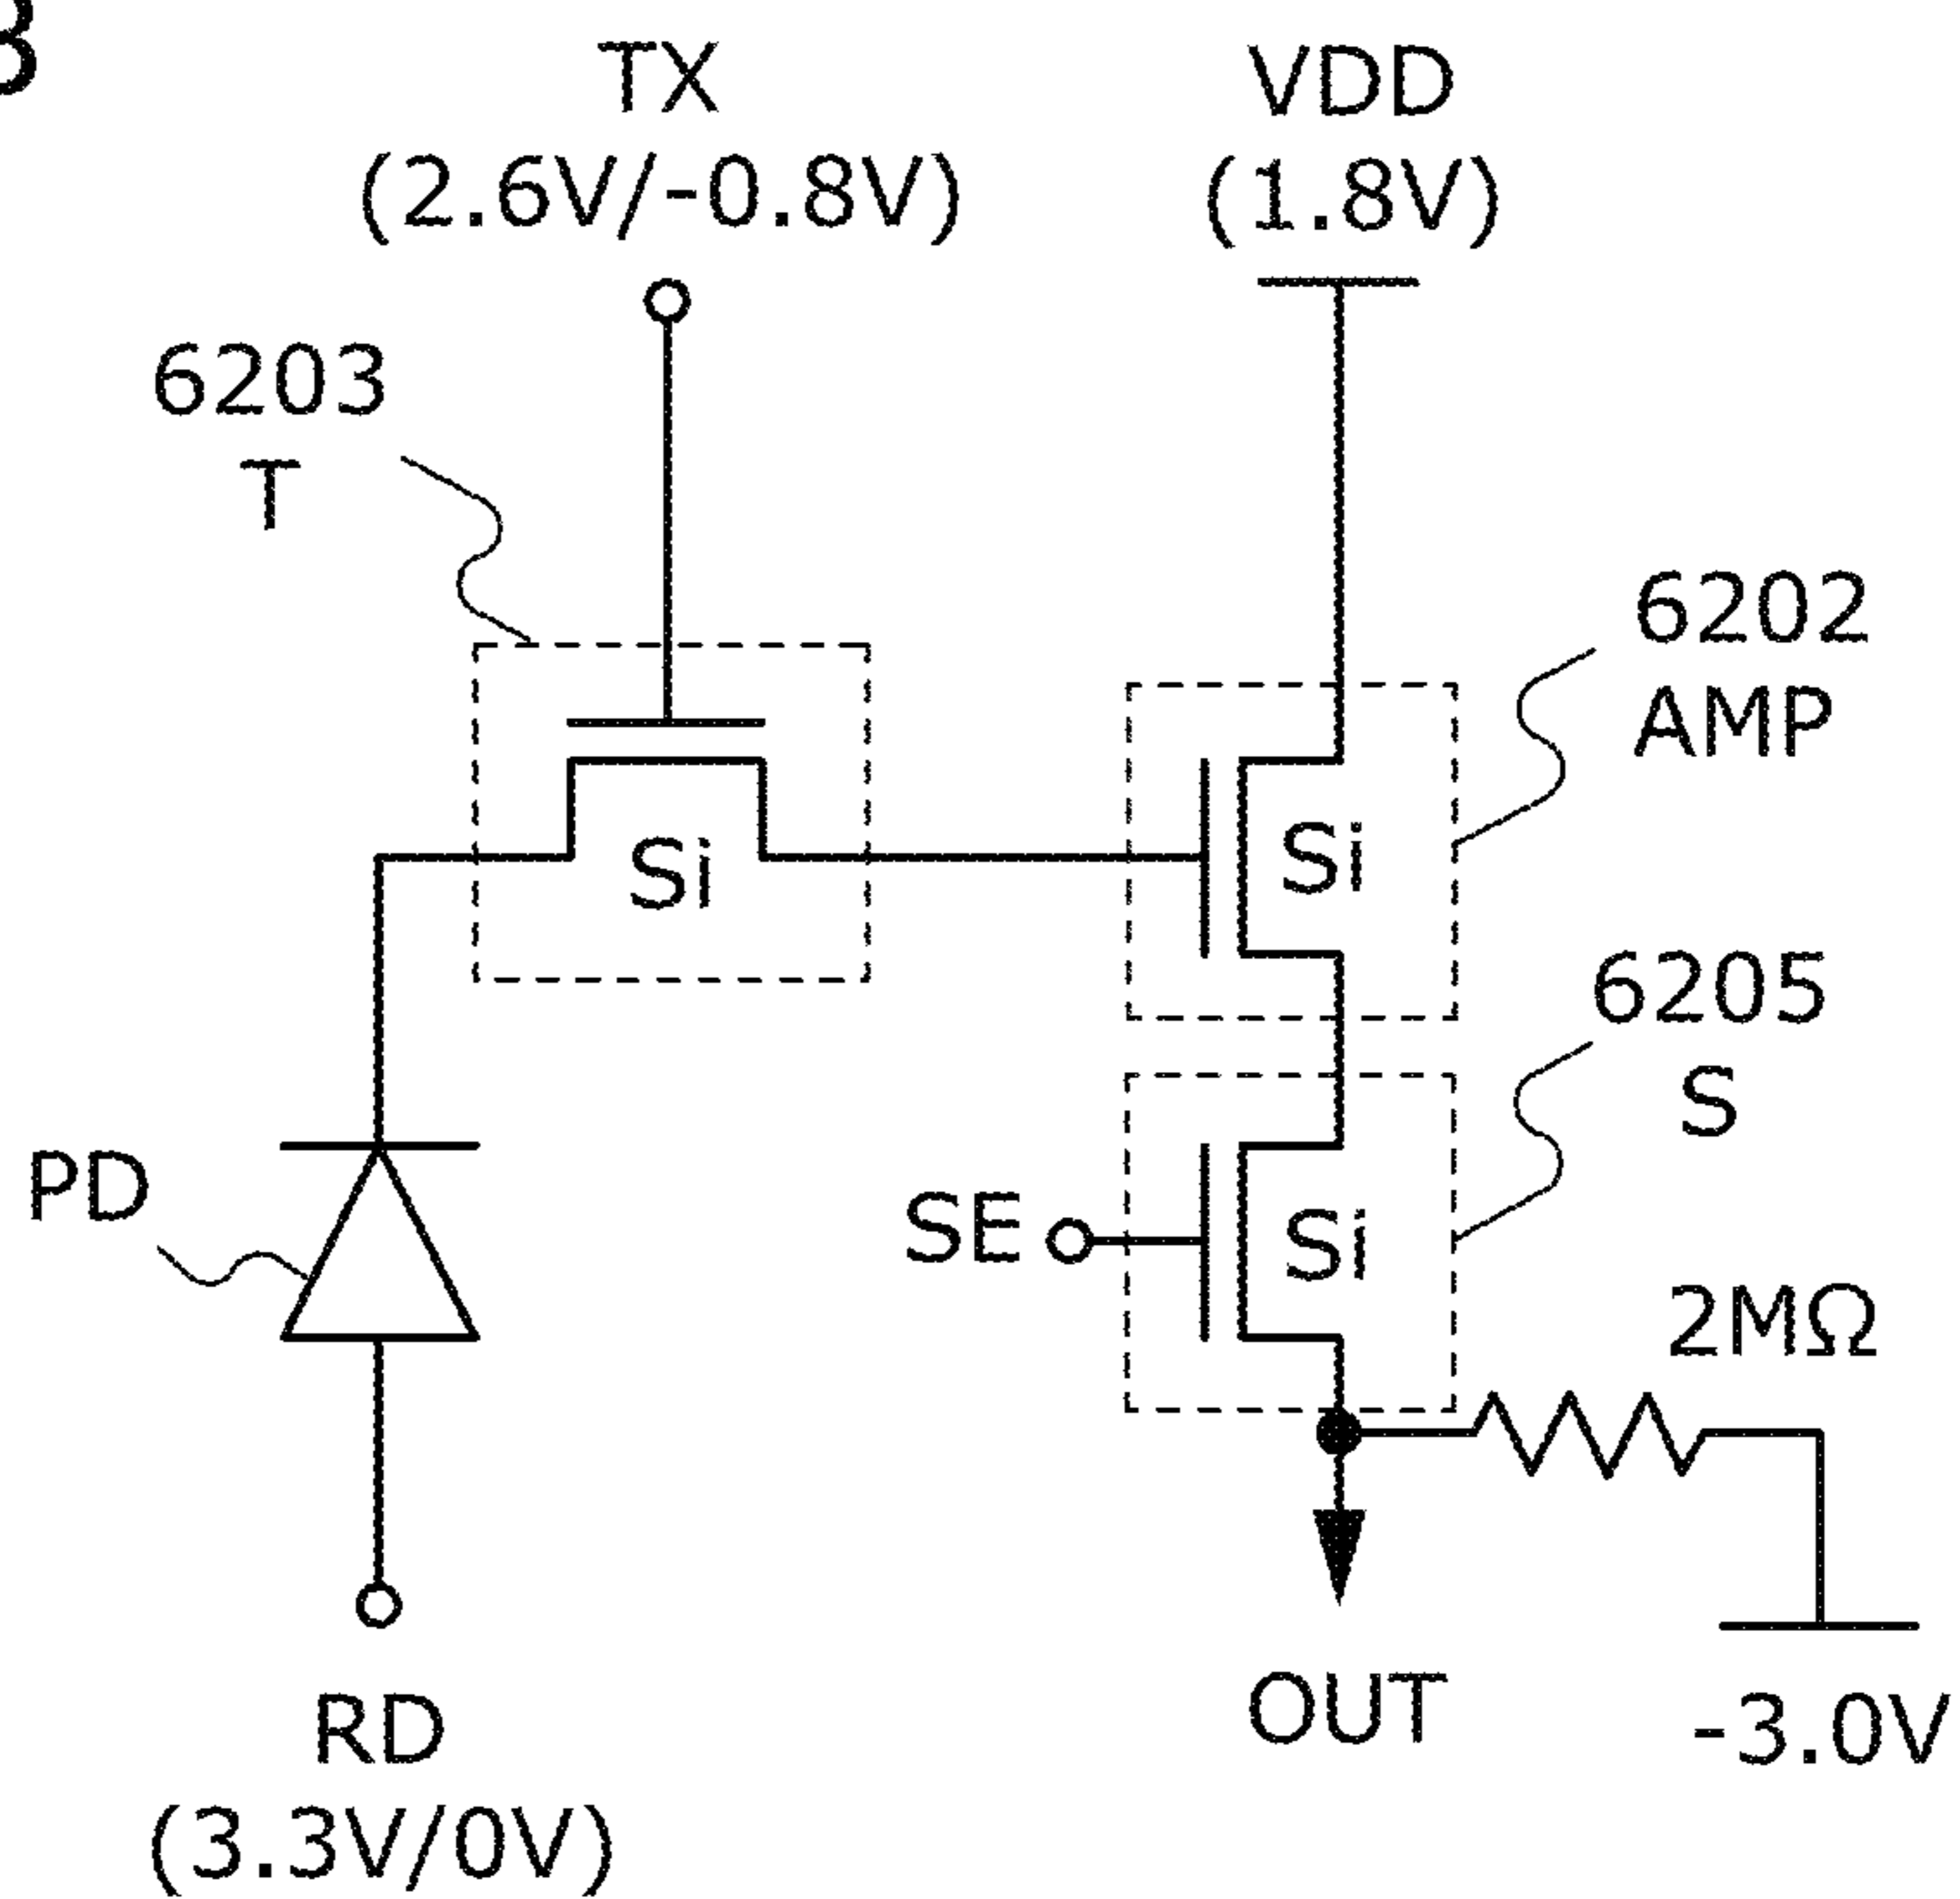 3
TX
(2.6V/-0.8V)
VDD
(1.8V)
6203
T
6202
AMP
Si
Si
6205
S
PD
SE
Si
2MΩ
OUT
-3.0V
RD
(3.3V/0V)